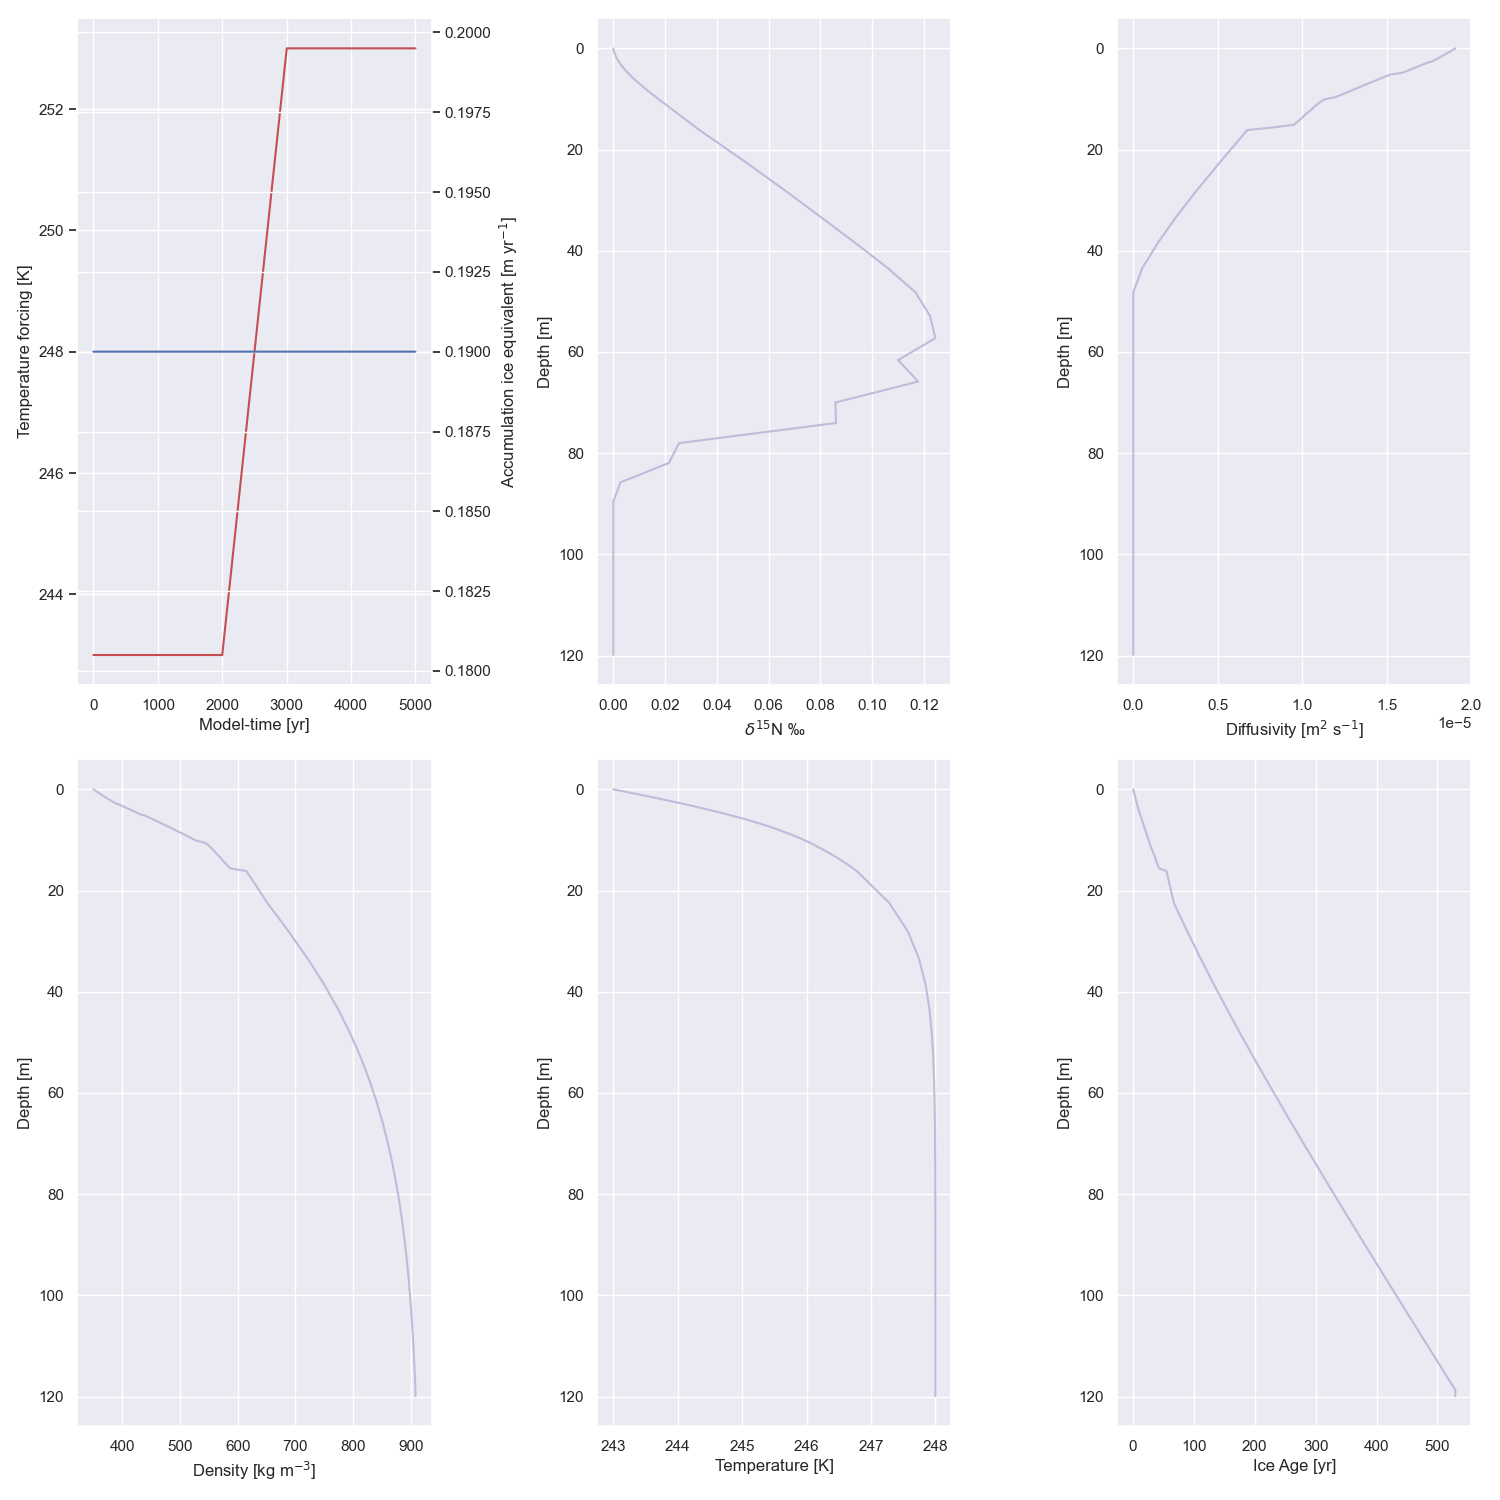 Temperature forcing [K]
252
250
248
246
244
0 1000 2000 3000 4000 5000
Model-time [yr]
0.2000
0.1975
0.1950
0.1925
0.1900
0.1875
0.1850
0.1825
0.1800
Accumulation ice equivalent [m yr⁻¹]
Depth [m]
0
20
40
60
80
100
120
0.00 0.02 0.04 0.06 0.08 0.10 0.12
δ¹⁵N ‰
Depth [m]
0
20
40
60
80
100
120
0.0 0.5 1.0 1.5 2.0
1e−5
Diffusivity [m² s⁻¹]
Depth [m]
0
20
40
60
80
100
120
400 500 600 700 800 900
Density [kg m⁻³]
Depth [m]
0
20
40
60
80
100
120
243 244 245 246 247 248
Temperature [K]
Depth [m]
0
20
40
60
80
100
120
0 100 200 300 400 500
Ice Age [yr]